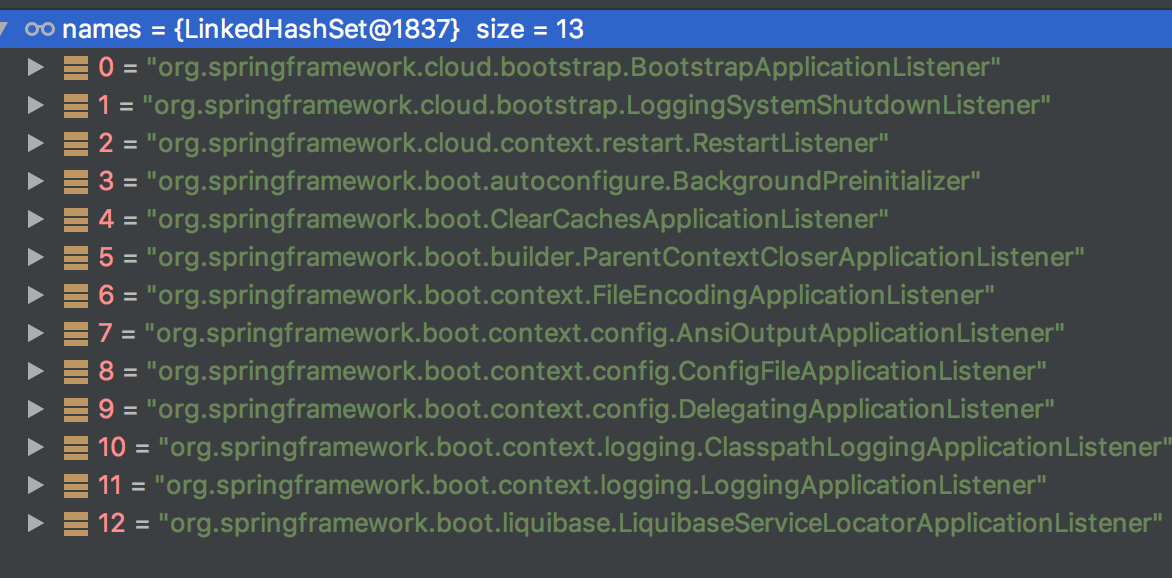 names = {LinkedHashSet@1837} size = 13
0 = "org.springframework.cloud.bootstrap.BootstrapApplicationListener"
1 = "org.springframework.cloud.bootstrap.LoggingSystemShutdownListener"
2 = "org.springframework.cloud.context.restart.RestartListener"
3 = "org.springframework.boot.autoconfigure.BackgroundPreinitializer"
4 = "org.springframework.boot.ClearCachesApplicationListener"
5 = "org.springframework.boot.builder.ParentContextCloserApplicationListener"
6 = "org.springframework.boot.context.FileEncodingApplicationListener"
7 = "org.springframework.boot.context.config.AnsiOutputApplicationListener"
8 = "org.springframework.boot.context.config.ConfigFileApplicationListener"
9 = "org.springframework.boot.context.config.DelegatingApplicationListener"
10 = "org.springframework.boot.context.logging.ClasspathLoggingApplicationListener"
11 = "org.springframework.boot.context.logging.LoggingApplicationListener"
12 = "org.springframework.boot.liquibase.LiquibaseServiceLocatorApplicationListener"